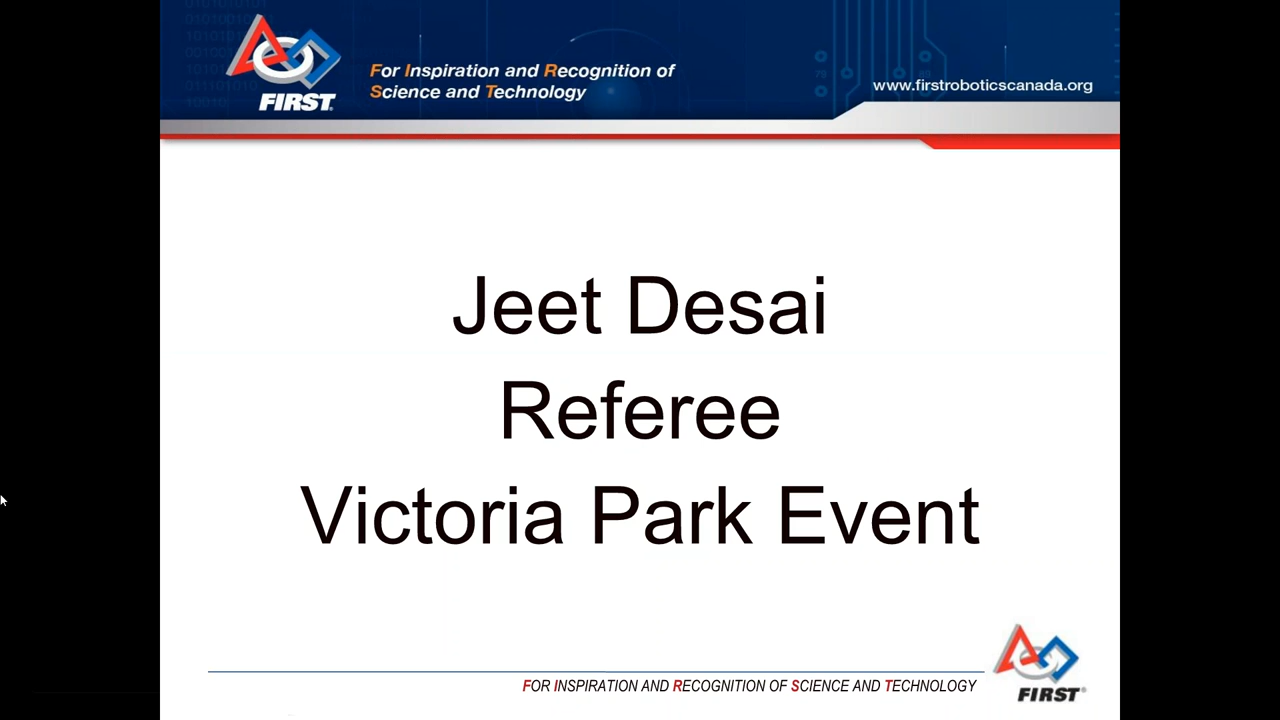 FIRST
For Inspiration and Recognition of
Science and Technology
www.firstroboticscanada.org
Jeet Desai
Referee
Victoria Park Event
FOR INSPIRATION AND RECOGNITION OF SCIENCE AND TECHNOLOGY
FIRST